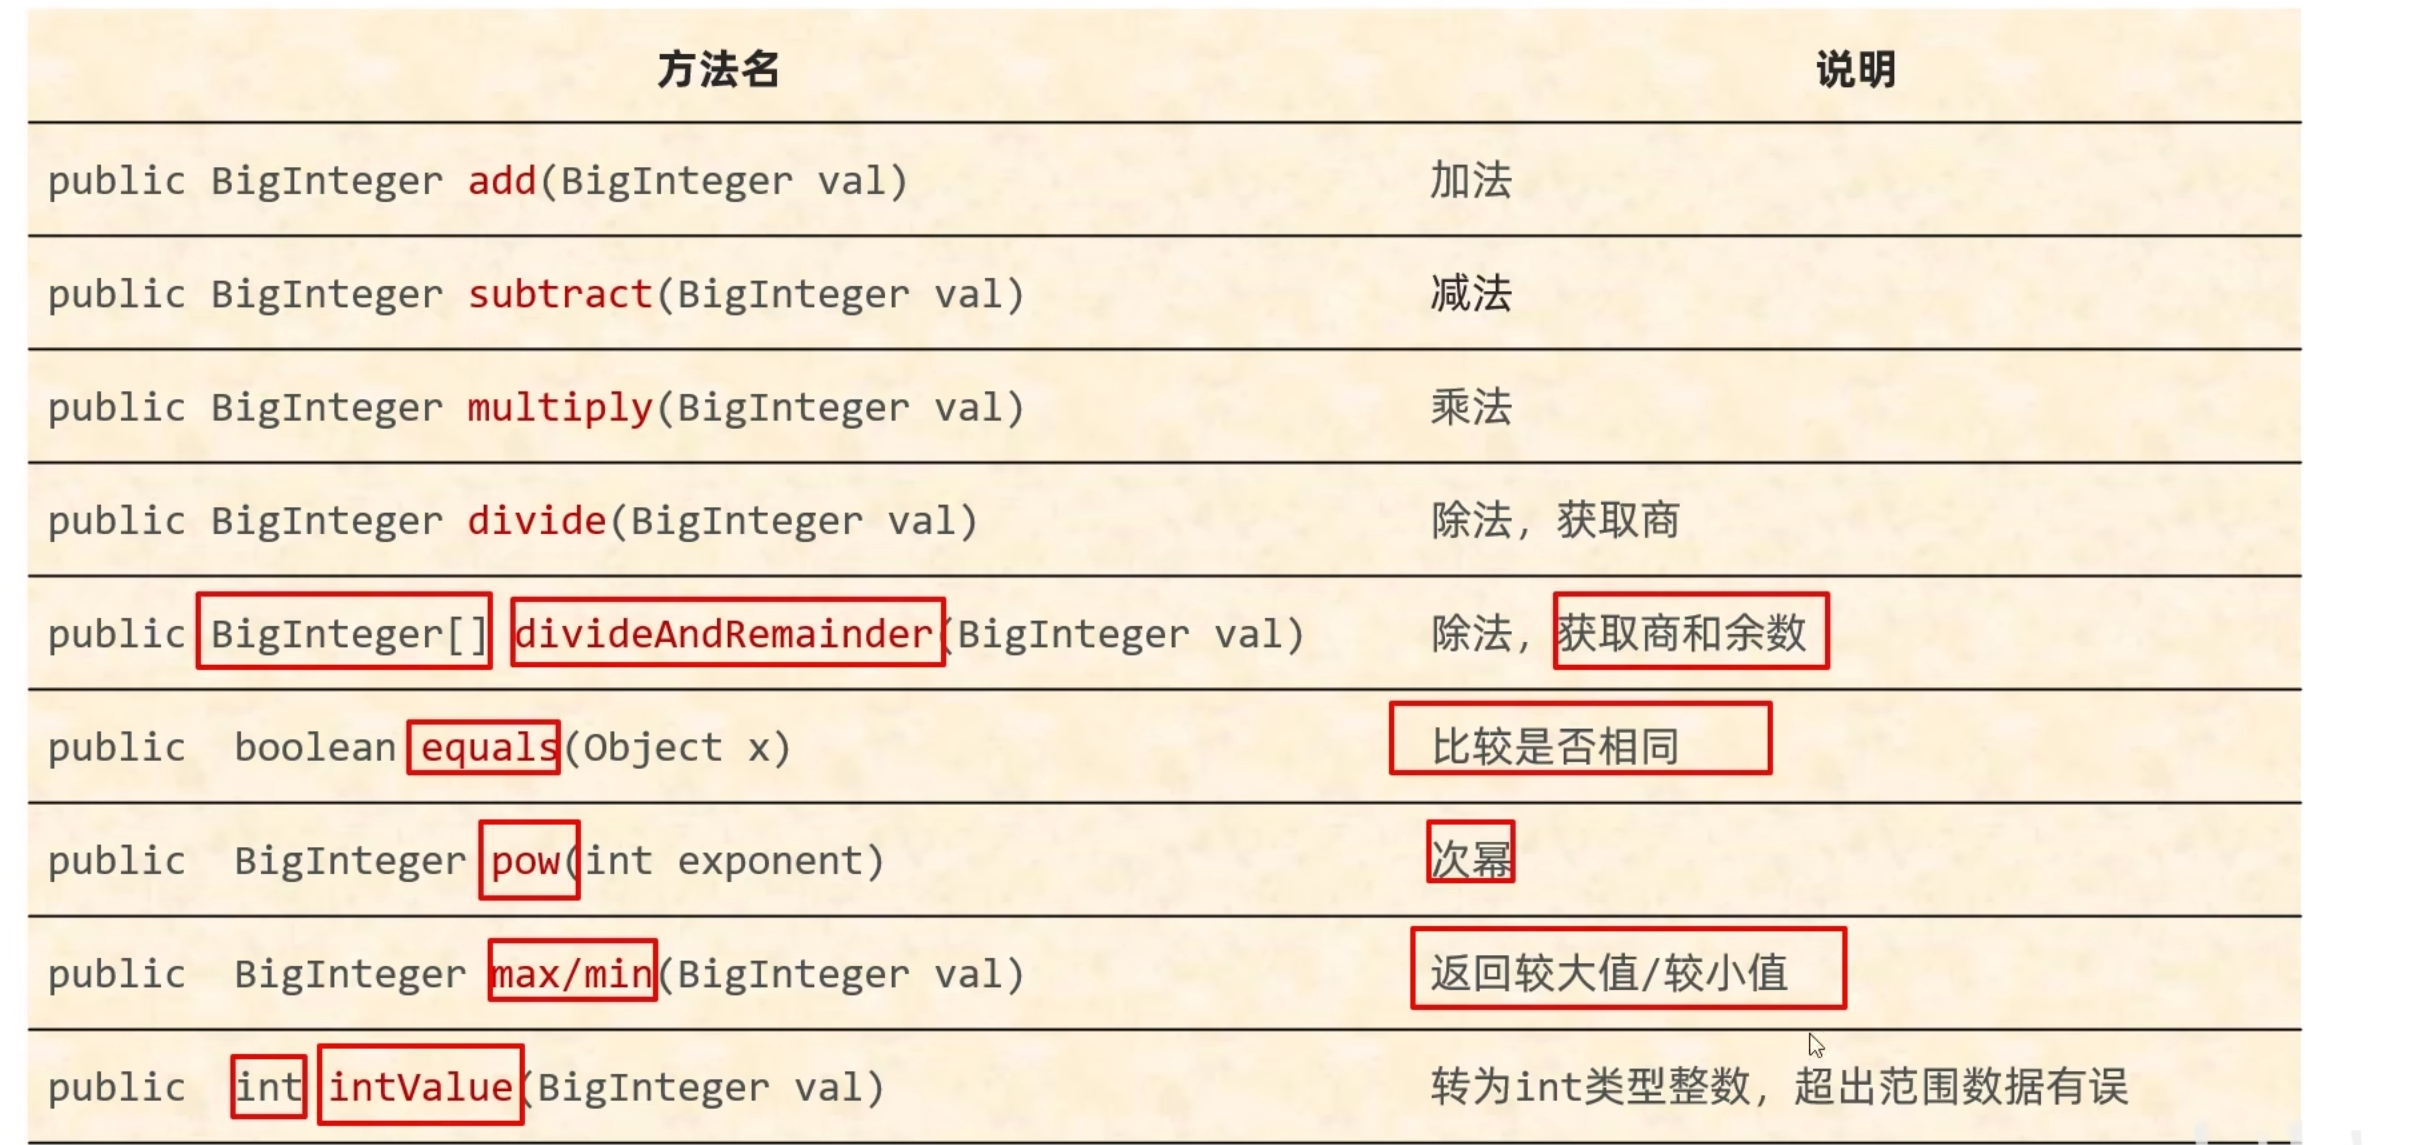 方法名 说明
public BigInteger add(BigInteger val) 加法
public BigInteger subtract(BigInteger val) 减法
public BigInteger multiply(BigInteger val) 乘法
public BigInteger divide(BigInteger val) 除法，获取商
public BigInteger[] divideAndRemainder(BigInteger val) 除法，获取商和余数
public boolean equals(Object x) 比较是否相同
public BigInteger pow(int exponent) 次幂
public BigInteger max/min(BigInteger val) 返回较大值/较小值
public int intValue(BigInteger val) 转为int类型整数，超出范围数据有误